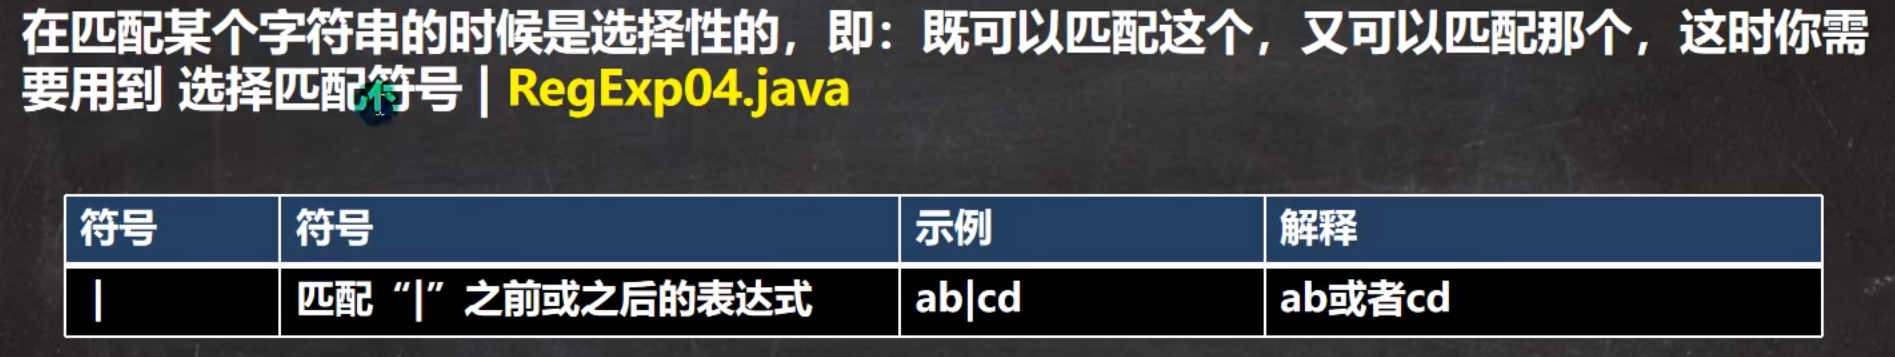 在匹配某个字符串的时候是选择性的，即：既可以匹配这个，又可以匹配那个，这时你需
要用到 选择匹配符号 | RegExp04.java
符号 符号 示例 解释
| 匹配“|”之前或之后的表达式 ab|cd ab或者cd